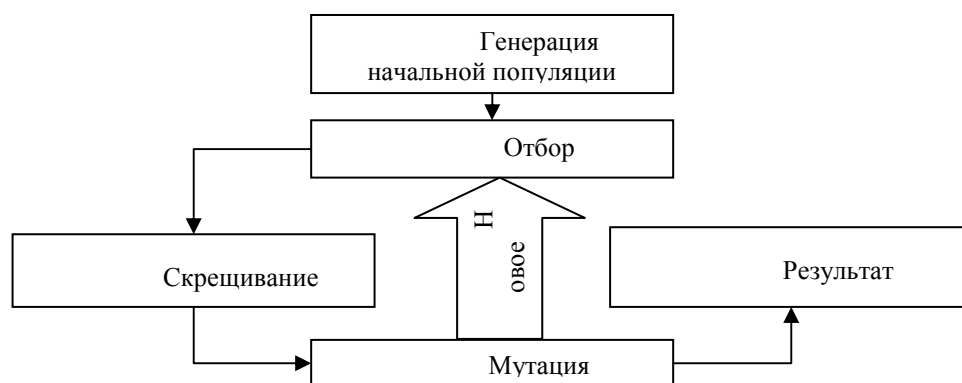 Генерация
начальной популяции
Отбор
Н
овое
Скрещивание
Результат
Мутация